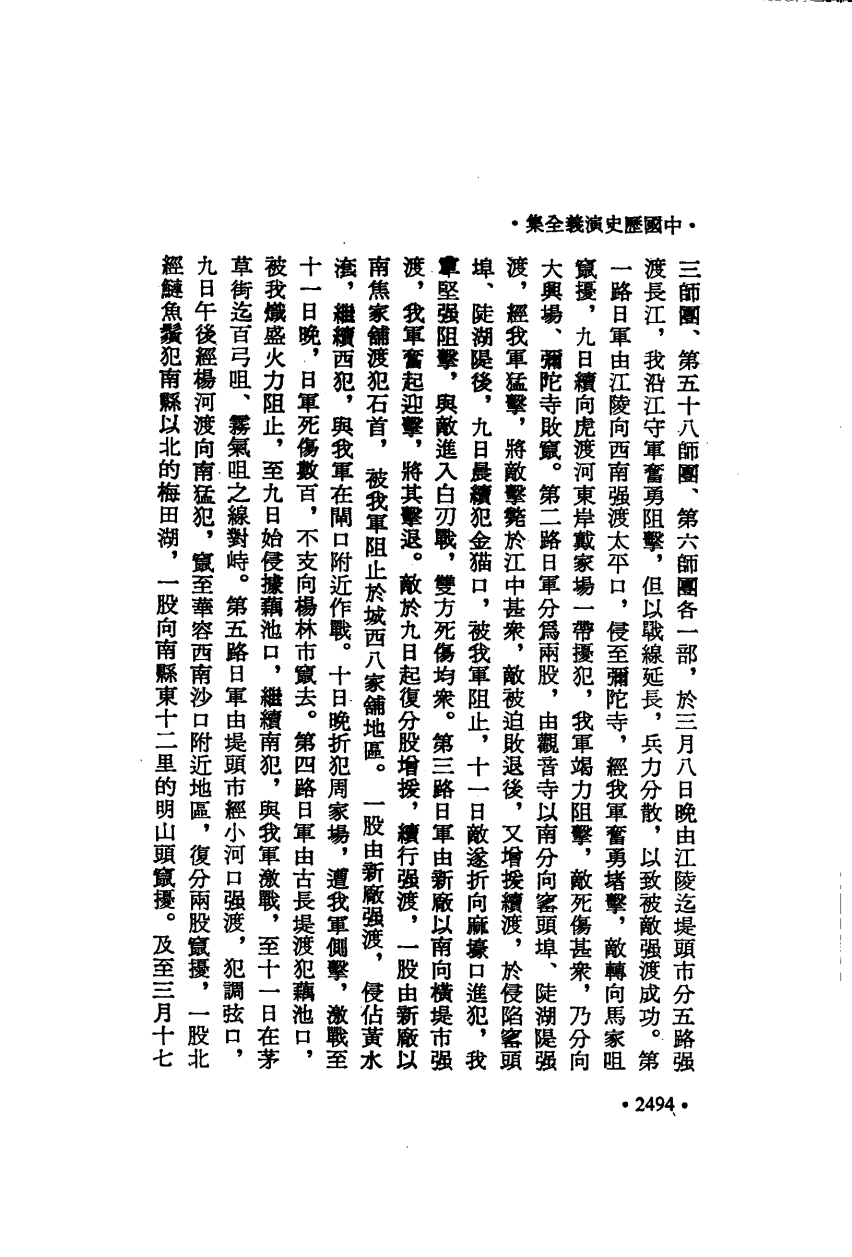 ·中國歷史演義全集·
三師團、第五十八師團、第六師團各一部，於三月八日晚由江陵迄堤頭市分五路强
渡長江，我沿江守軍奮勇阻擊，但以戰線延長，兵力分散，以致被敵强渡成功。第
一路日軍由江陵向西南强渡太平口，侵至彌陀寺，經我軍奮勇堵擊，敵轉向馬家咀
竄擾，九日續向虎渡河東岸戴家場一帶擾犯，我軍竭力阻擊，敵死傷甚衆，乃分向
大興場、彌陀寺敗竄。第二路日軍分爲兩股，由觀音寺以南分向窖頭埠、陡湖隄强
渡，經我軍猛擊，將敵擊斃於江中甚衆，敵被迫敗退後，又增援續渡，於侵陷窖頭
埠、陡湖隄後，九日晨續犯金猫口，被我軍阻止，十一日敵遂折向麻壕口進犯，我
軍堅强阻擊，與敵進入白刃戰，雙方死傷均衆。第三路日軍由新廠以南向橫堤市强
渡，我軍奮起迎擊，將其擊退。敵於九日起復分股增援，續行强渡，一股由新廠以
南焦家舖渡犯石首，被我軍阻止於城西八家舖地區。一股由新廠强渡，侵佔黃水
套，繼續西犯，與我軍在閘口附近作戰。十日晚折犯周家場，遭我軍側擊，激戰至
十一日晚，日軍死傷數百，不支向楊林市竄去。第四路日軍由古長堤渡犯藕池口，
被我熾盛火力阻止，至九日始侵據藕池口，繼續南犯，與我軍激戰，至十一日在茅
草街迄百弓咀、霧氣咀之線對峙。第五路日軍由堤頭市經小河口强渡，犯調弦口，
九日午後經楊河渡向南猛犯，竄至華容西南沙口附近地區，復分兩股竄擾，一股北
經鰱魚鬚犯南縣以北的梅田湖，一股向南縣東十二里的明山頭竄擾。及至三月十七
·2494·